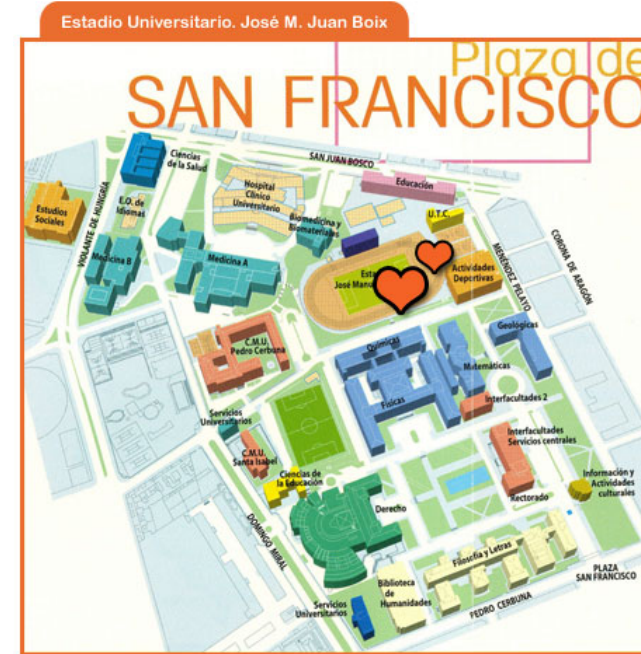 Estadio Universitario. José M. Juan Boix
Plaza de
SAN FRANCISCO
SAN JUAN BOSCO
Ciencias
de la Salud
Educación
Hospital
Clínico
Universitario
VIOLANTE DE HUNGRÍA
E.O. de
Idiomas
Estudios
Sociales
U.T.C.
Biomedicina y
Biomateriales
MENÉNDEZ PELAYO
CORONA DE ARAGÓN
Medicina B
Medicina A
José Manu
Actividades
Deportivas
Geológicas
C.M.U.
Pedro Cerbuna
Químicas
Matemáticas
Físicas
Interfacultades 2
Servicios
Universitarios
C.M.U.
Santa Isabel
Interfacultades
Servicios centrales
Ciencias de
la Educación
Información y
Actividades
culturales
Rectorado
Derecho
DOMINGO MIRAL
Filosofía y Letras
PLAZA
SAN FRANCISCO
Biblioteca
de
Humanidades
PEDRO CERBUNA
Servicios
Universitarios